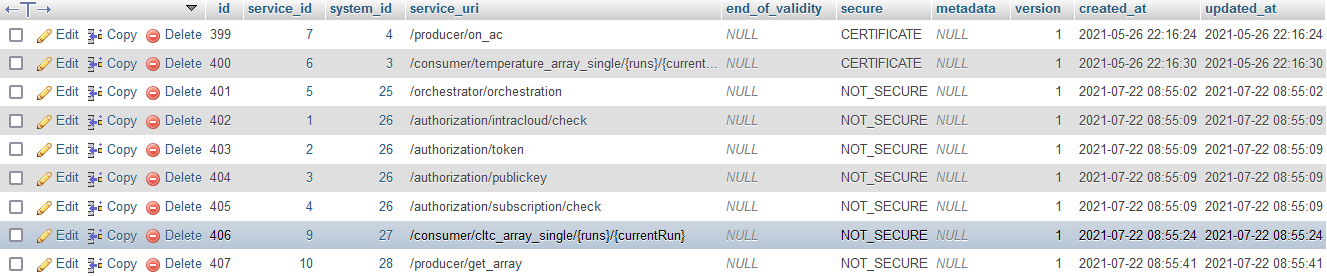 id service_id system_id service_uri end_of_validity secure metadata version created_at updated_at
Edit Copy Delete 399 7 4 /producer/on_ac NULL CERTIFICATE NULL 1 2021-05-26 22:16:24 2021-05-26 22:16:24
Edit Copy Delete 400 6 3 /consumer/temperature_array_single/{runs}/{current... NULL CERTIFICATE NULL 1 2021-05-26 22:16:30 2021-05-26 22:16:30
Edit Copy Delete 401 5 25 /orchestrator/orchestration NULL NOT_SECURE NULL 1 2021-07-22 08:55:02 2021-07-22 08:55:02
Edit Copy Delete 402 1 26 /authorization/intracloud/check NULL NOT_SECURE NULL 1 2021-07-22 08:55:09 2021-07-22 08:55:09
Edit Copy Delete 403 2 26 /authorization/token NULL NOT_SECURE NULL 1 2021-07-22 08:55:09 2021-07-22 08:55:09
Edit Copy Delete 404 3 26 /authorization/publickey NULL NOT_SECURE NULL 1 2021-07-22 08:55:09 2021-07-22 08:55:09
Edit Copy Delete 405 4 26 /authorization/subscription/check NULL NOT_SECURE NULL 1 2021-07-22 08:55:09 2021-07-22 08:55:09
Edit Copy Delete 406 9 27 /consumer/cltc_array_single/{runs}/{currentRun} NULL NOT_SECURE NULL 1 2021-07-22 08:55:24 2021-07-22 08:55:24
Edit Copy Delete 407 10 28 /producer/get_array NULL NOT_SECURE NULL 1 2021-07-22 08:55:41 2021-07-22 08:55:41